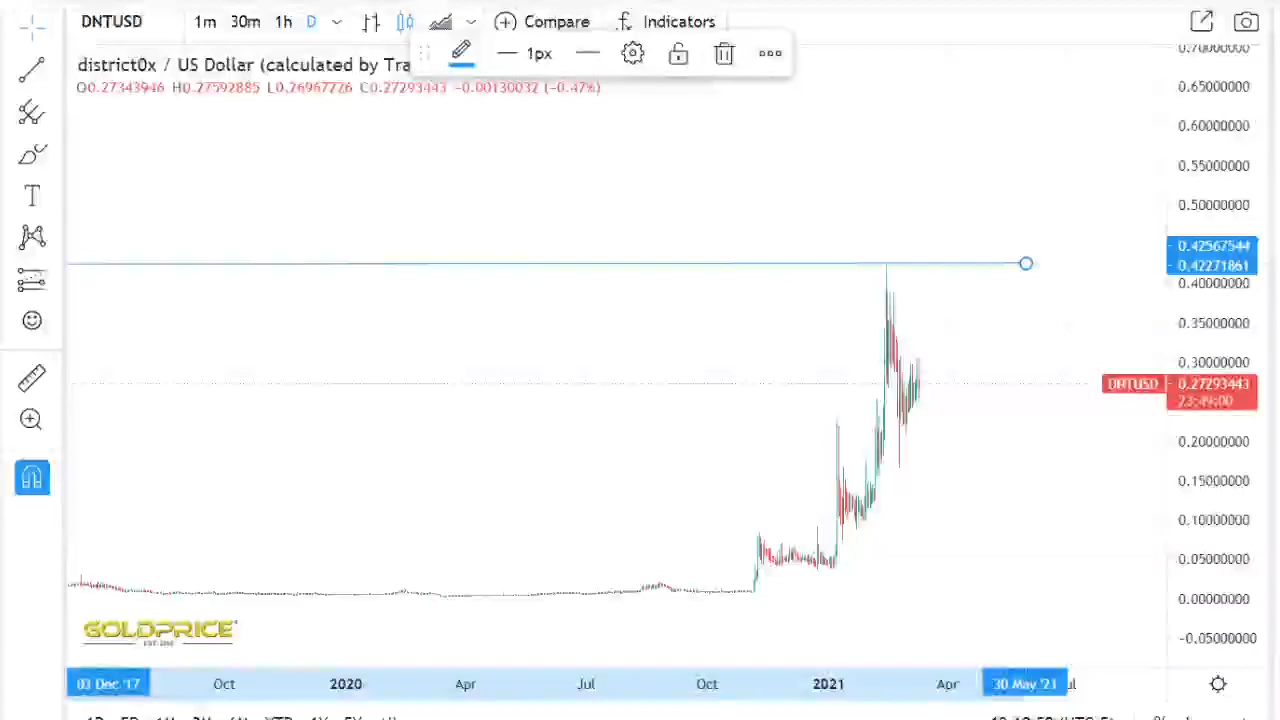 DNTUSD 1m 30m 1h D Compare Indicators
1px
district0x / US Dollar (calculated by Tra
O0.27343946 H0.27592885 L0.26967726 C0.27293443 −0.00130032 (−0.47%)
0.70000000
0.65000000
0.60000000
0.55000000
0.50000000
0.42567544
0.42271861
0.40000000
0.35000000
0.30000000
DNTUSD 0.27293443
23:49:00
0.20000000
0.15000000
0.10000000
0.05000000
0.00000000
-0.05000000
GOLDPRICE
03 Dec '17 Oct 2020 Apr Jul Oct 2021 Apr 30 May '21